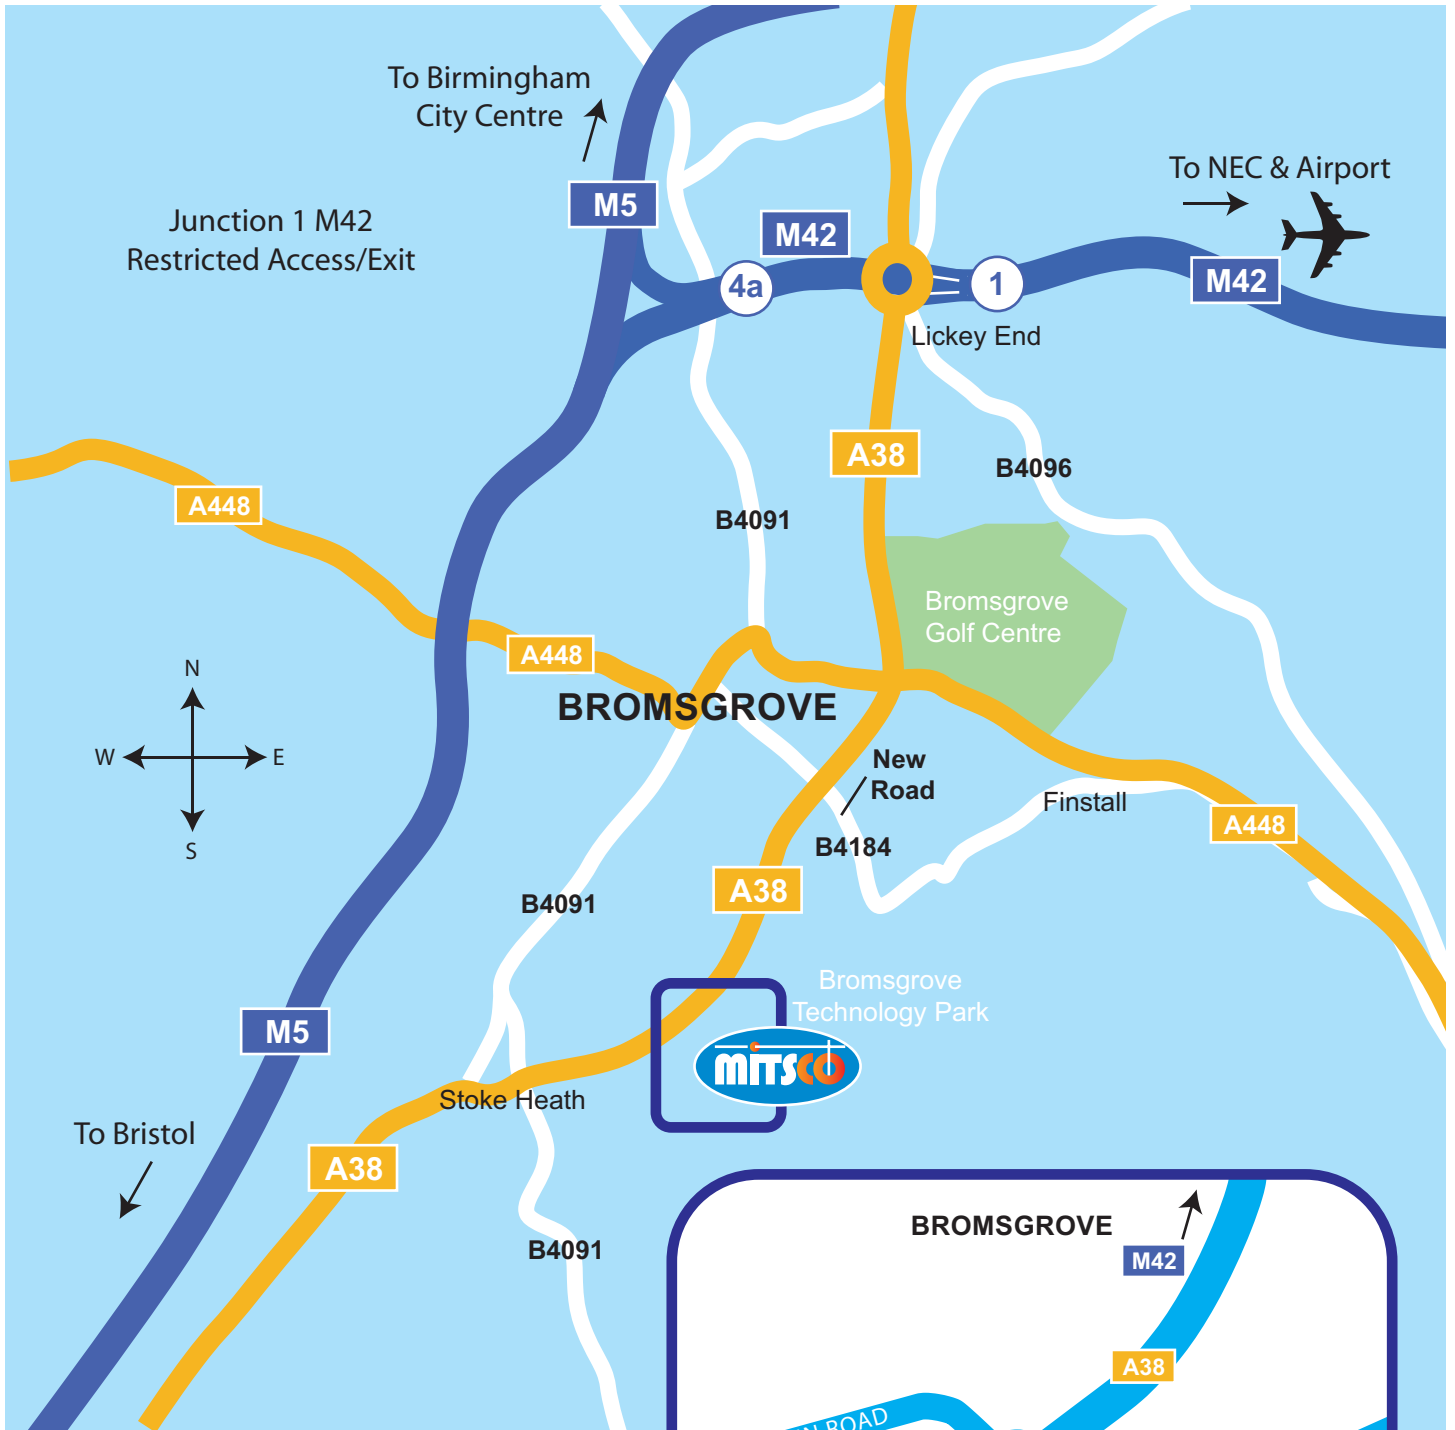 To Birmingham
City Centre
To NEC & Airport
Junction 1 M42
Restricted Access/Exit
M5
M42
4a
1
M42
Lickey End
A38
B4096
A448
B4091
Bromsgrove
Golf Centre
A448
N
BROMSGROVE
W
E
New
Road
Finstall
A448
S
B4184
A38
B4091
Bromsgrove
Technology Park
M5
MITSCO
Stoke Heath
To Bristol
A38
BROMSGROVE
B4091
M42
A38
ROAD